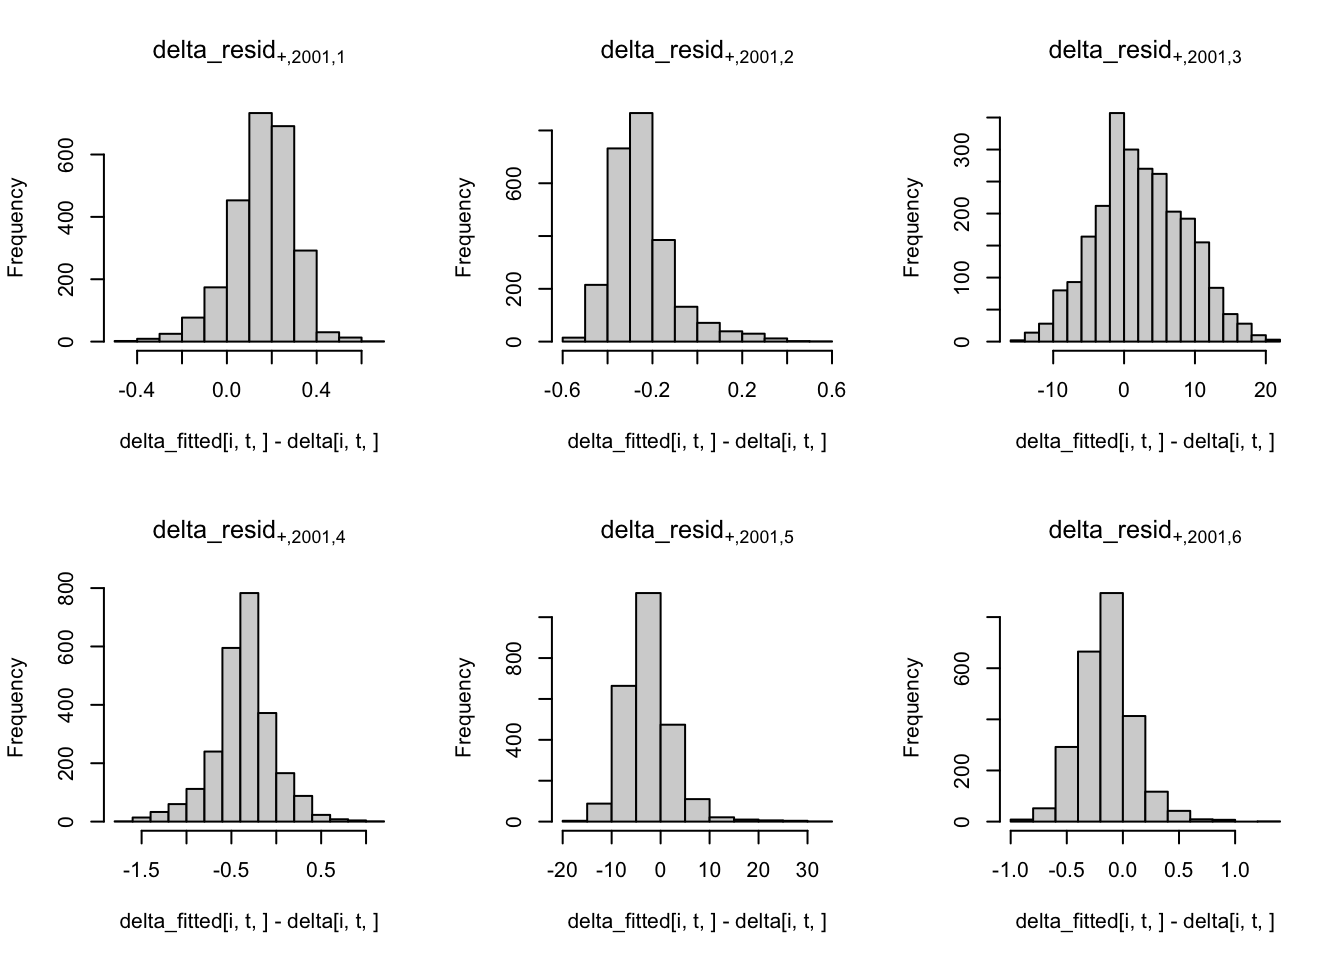 delta_resid+,2001,1
Frequency
0 200 400 600
-0.4 0.0 0.4
delta_fitted[i, t, ] - delta[i, t, ]
delta_resid+,2001,2
Frequency
0 200 600
-0.6 -0.2 0.2 0.6
delta_fitted[i, t, ] - delta[i, t, ]
delta_resid+,2001,3
Frequency
0 100 200 300
-10 0 10 20
delta_fitted[i, t, ] - delta[i, t, ]
delta_resid+,2001,4
Frequency
0 200 400 600 800
-1.5 -0.5 0.5
delta_fitted[i, t, ] - delta[i, t, ]
delta_resid+,2001,5
Frequency
0 400 800
-20 -10 0 10 20 30
delta_fitted[i, t, ] - delta[i, t, ]
delta_resid+,2001,6
Frequency
0 200 600
-1.0 -0.5 0.0 0.5 1.0
delta_fitted[i, t, ] - delta[i, t, ]